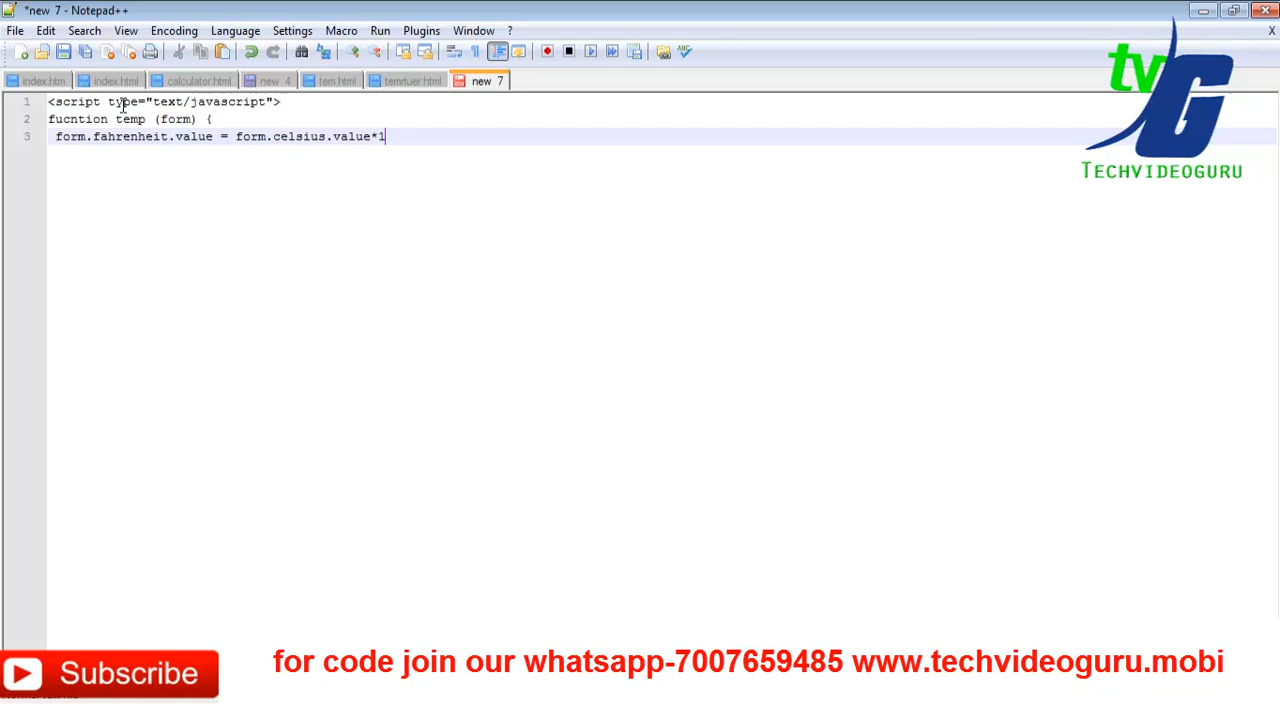 *new 7 - Notepad++
File Edit Search View Encoding Language Settings Macro Run Plugins Window ? X
index.htm index.html calculator.html new 4 tem.html temrtuer.html new 7
1 <script type="text/javascript">
2 fucntion temp (form) {
3 form.fahrenheit.value = form.celsius.value*1
tv G
TECHVIDEOGURU
Subscribe
for code join our whatsapp-7007659485 www.techvideoguru.mobi